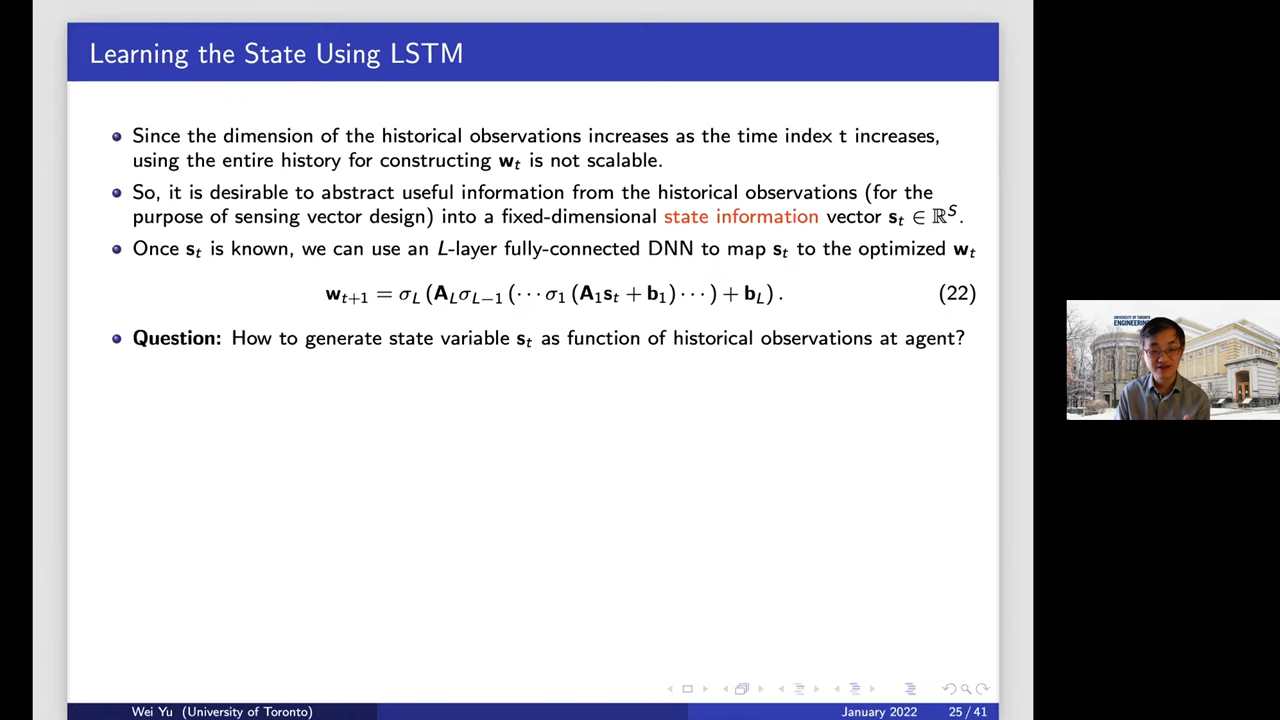 Learning the State Using LSTM
Since the dimension of the historical observations increases as the time index t increases,
using the entire history for constructing w_t is not scalable.
So, it is desirable to abstract useful information from the historical observations (for the
purpose of sensing vector design) into a fixed-dimensional state information vector s_t ∈ ℝ^S.
Once s_t is known, we can use an L-layer fully-connected DNN to map s_t to the optimized w_t
w_{t+1} = σ_L (A_L σ_{L−1} (··· σ_1 (A_1 s_t + b_1) ···) + b_L) . (22)
Question: How to generate state variable s_t as function of historical observations at agent?
UNIVERSITY OF TORONTO
ENGINEERING
Wei Yu (University of Toronto) January 2022 25 / 41